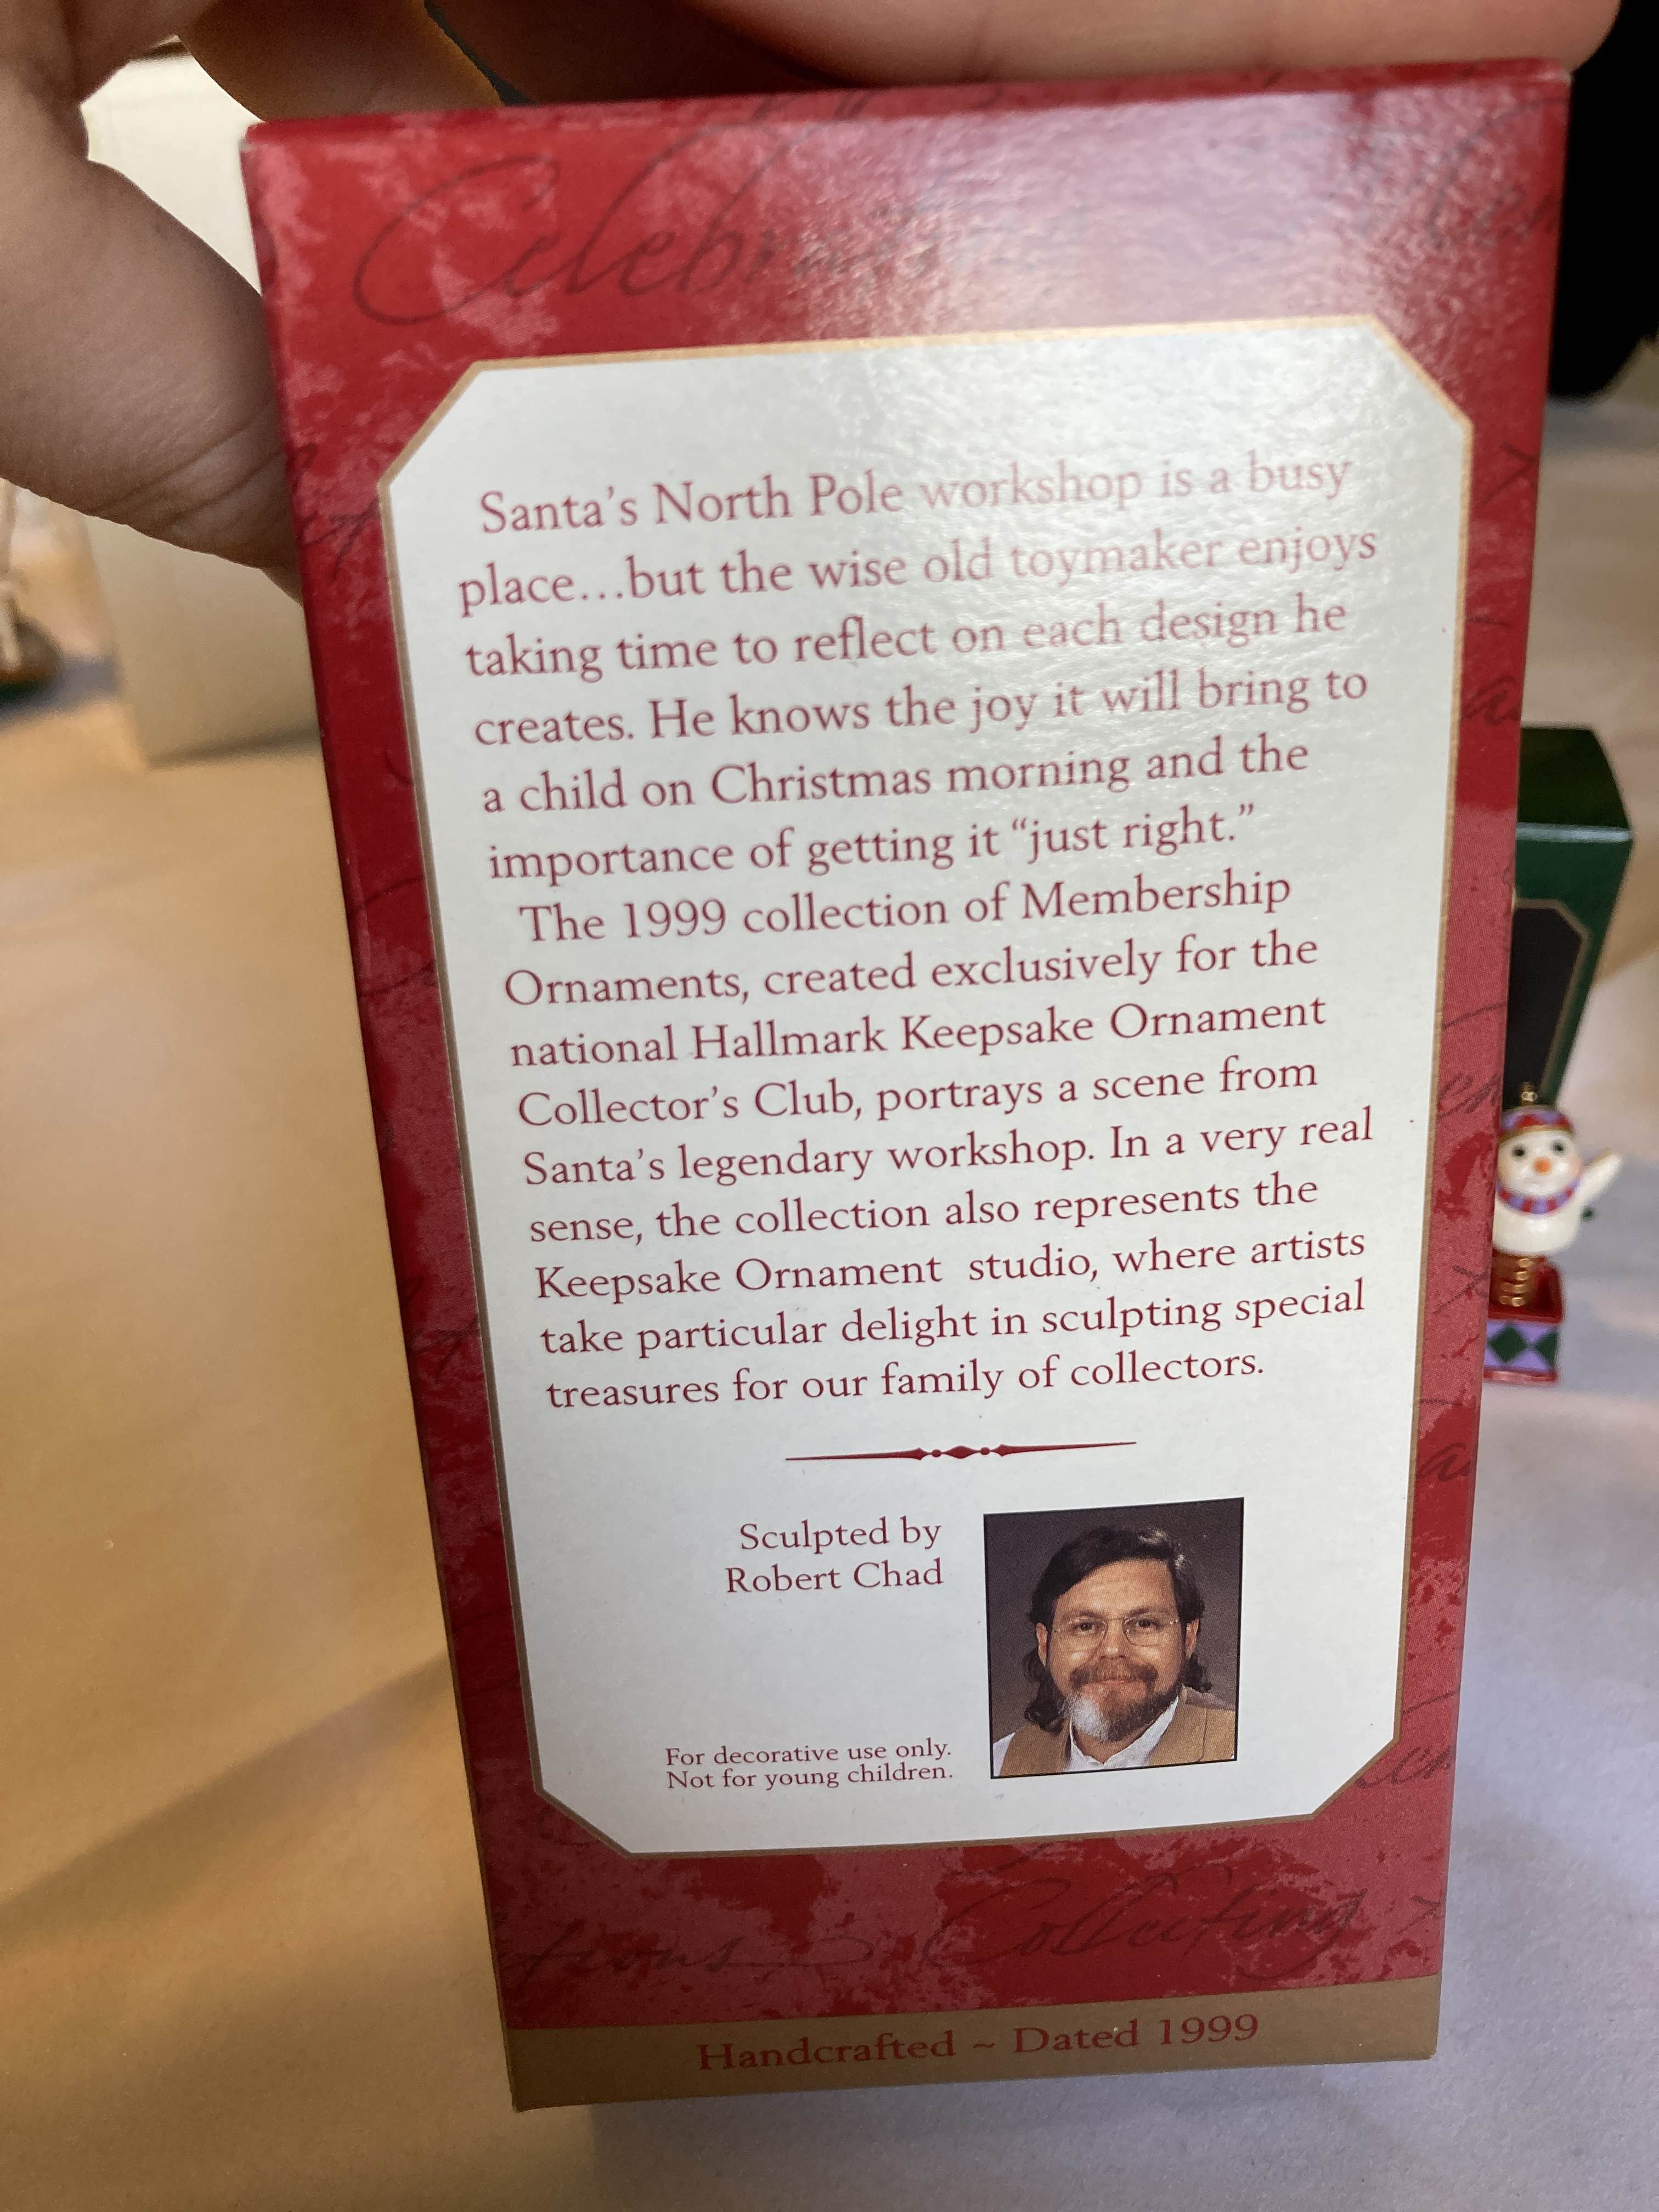 Celebrating
Santa's North Pole workshop is a busy
place...but the wise old toymaker enjoys
taking time to reflect on each design he
creates. He knows the joy it will bring to
a child on Christmas morning and the
importance of getting it “just right.”
The 1999 collection of Membership
Ornaments, created exclusively for the
national Hallmark Keepsake Ornament
Collector's Club, portrays a scene from
Santa's legendary workshop. In a very real
sense, the collection also represents the
Keepsake Ornament studio, where artists
take particular delight in sculpting special
treasures for our family of collectors.
Sculpted by
Robert Chad
For decorative use only.
Not for young children.
Collecting
Handcrafted ~ Dated 1999